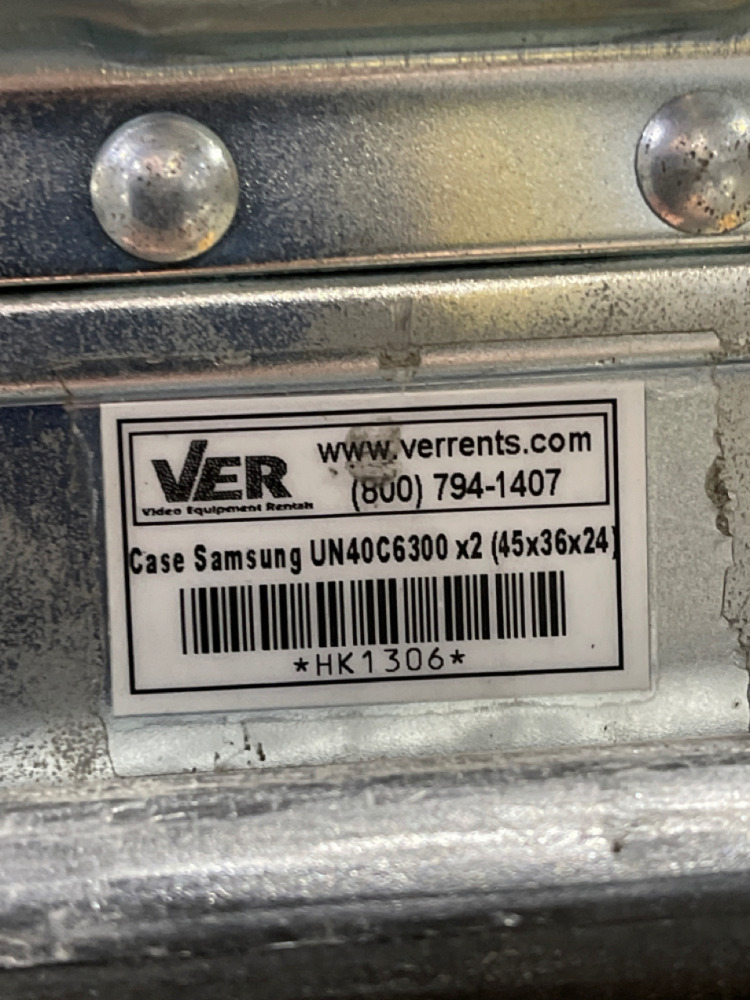 VER
Video Equipment Rentals
www.verrents.com
(800) 794-1407
Case Samsung UN40C6300 x2 (45x36x24)
*HK1306*